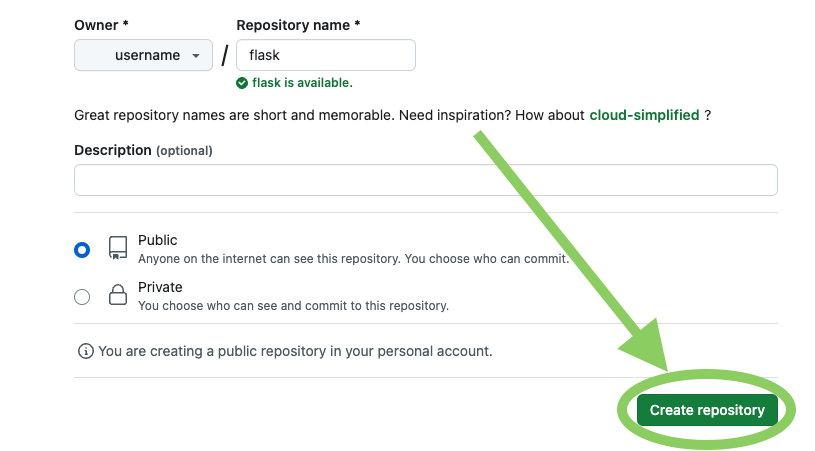 Owner * Repository name *
username / flask
flask is available.
Great repository names are short and memorable. Need inspiration? How about cloud-simplified ?
Description (optional)
Public
Anyone on the internet can see this repository. You choose who can commit.
Private
You choose who can see and commit to this repository.
You are creating a public repository in your personal account.
Create repository